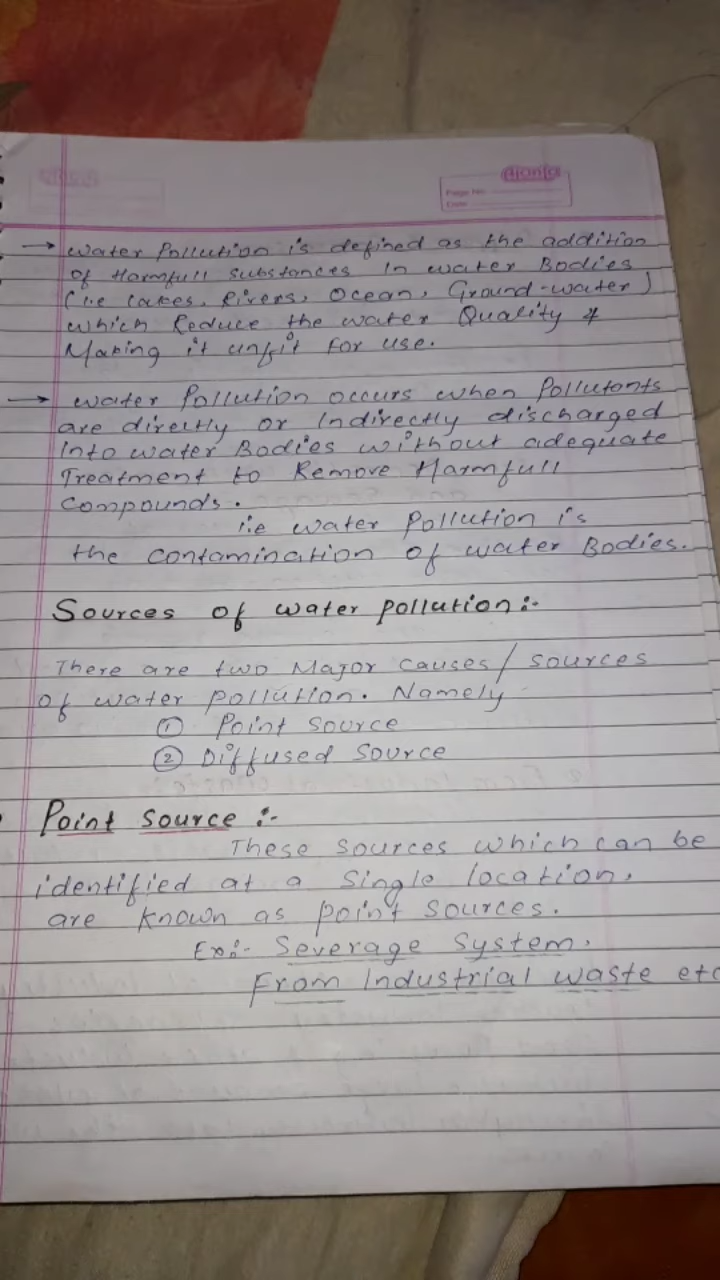 Page No.
Date
→ water Pollution is defined as the addition
of Harmfull substances In water Bodies
(i.e Lakes, Rivers, Ocean, Ground-water)
which Reduce the water Quality &
Making it unfit for use.
→ water Pollution occurs when Pollutants
are directly or Indirectly discharged
Into water Bodies without adequate
Treatment to Remove Harmfull
compounds.
i.e water Pollution is
the contamination of water Bodies.
Sources of water pollution:-
There are two Major causes/sources
of water pollution. Namely
① Point source
② Diffused source
Point source :-
These sources which can be
identified at a single location.
are known as point sources.
Ex:- Severage system.
From Industrial waste etc